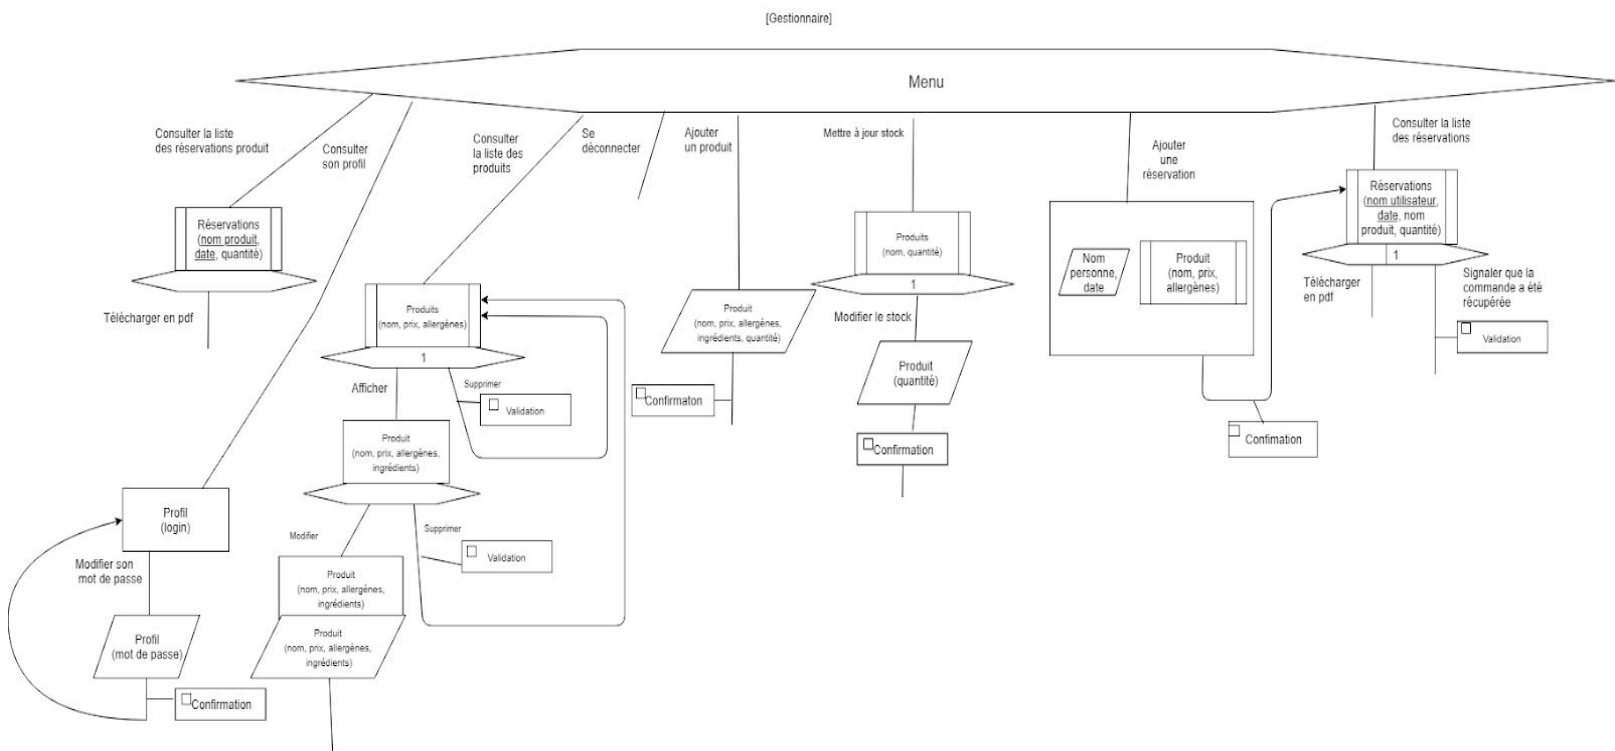 [Gestionnaire]
Menu
Consulter la liste
des réservations produit
Réservations
(nom produit,
date, quantité)
Télécharger en pdf
Consulter
son profil
Profil
(login)
Modifier son
mot de passe
Profil
(mot de passe)
Confirmation
Consulter
la liste des
produits
Produits
(nom, prix, allergènes)
1
Afficher
Supprimer
Validation
Produit
(nom, prix, allergènes,
ingrédients)
Modifier
Supprimer
Validation
Produit
(nom, prix, allergènes,
ingrédients)
Produit
(nom, prix, allergènes,
ingrédients)
Se
déconnecter
Ajouter
un produit
Produit
(nom, prix, allergènes,
ingrédients, quantité)
Confirmaton
Mettre à jour stock
Produits
(nom, quantité)
1
Modifier le stock
Produit
(quantité)
Confirmation
Ajouter
une
réservation
Nom
personne,
date
Produit
(nom, prix,
allergènes)
Confimation
Consulter la liste
des réservations
Réservations
(nom utilisateur,
date, nom
produit, quantité)
1
Télécharger
en pdf
Signaler que la
commande a été
récupérée
Validation